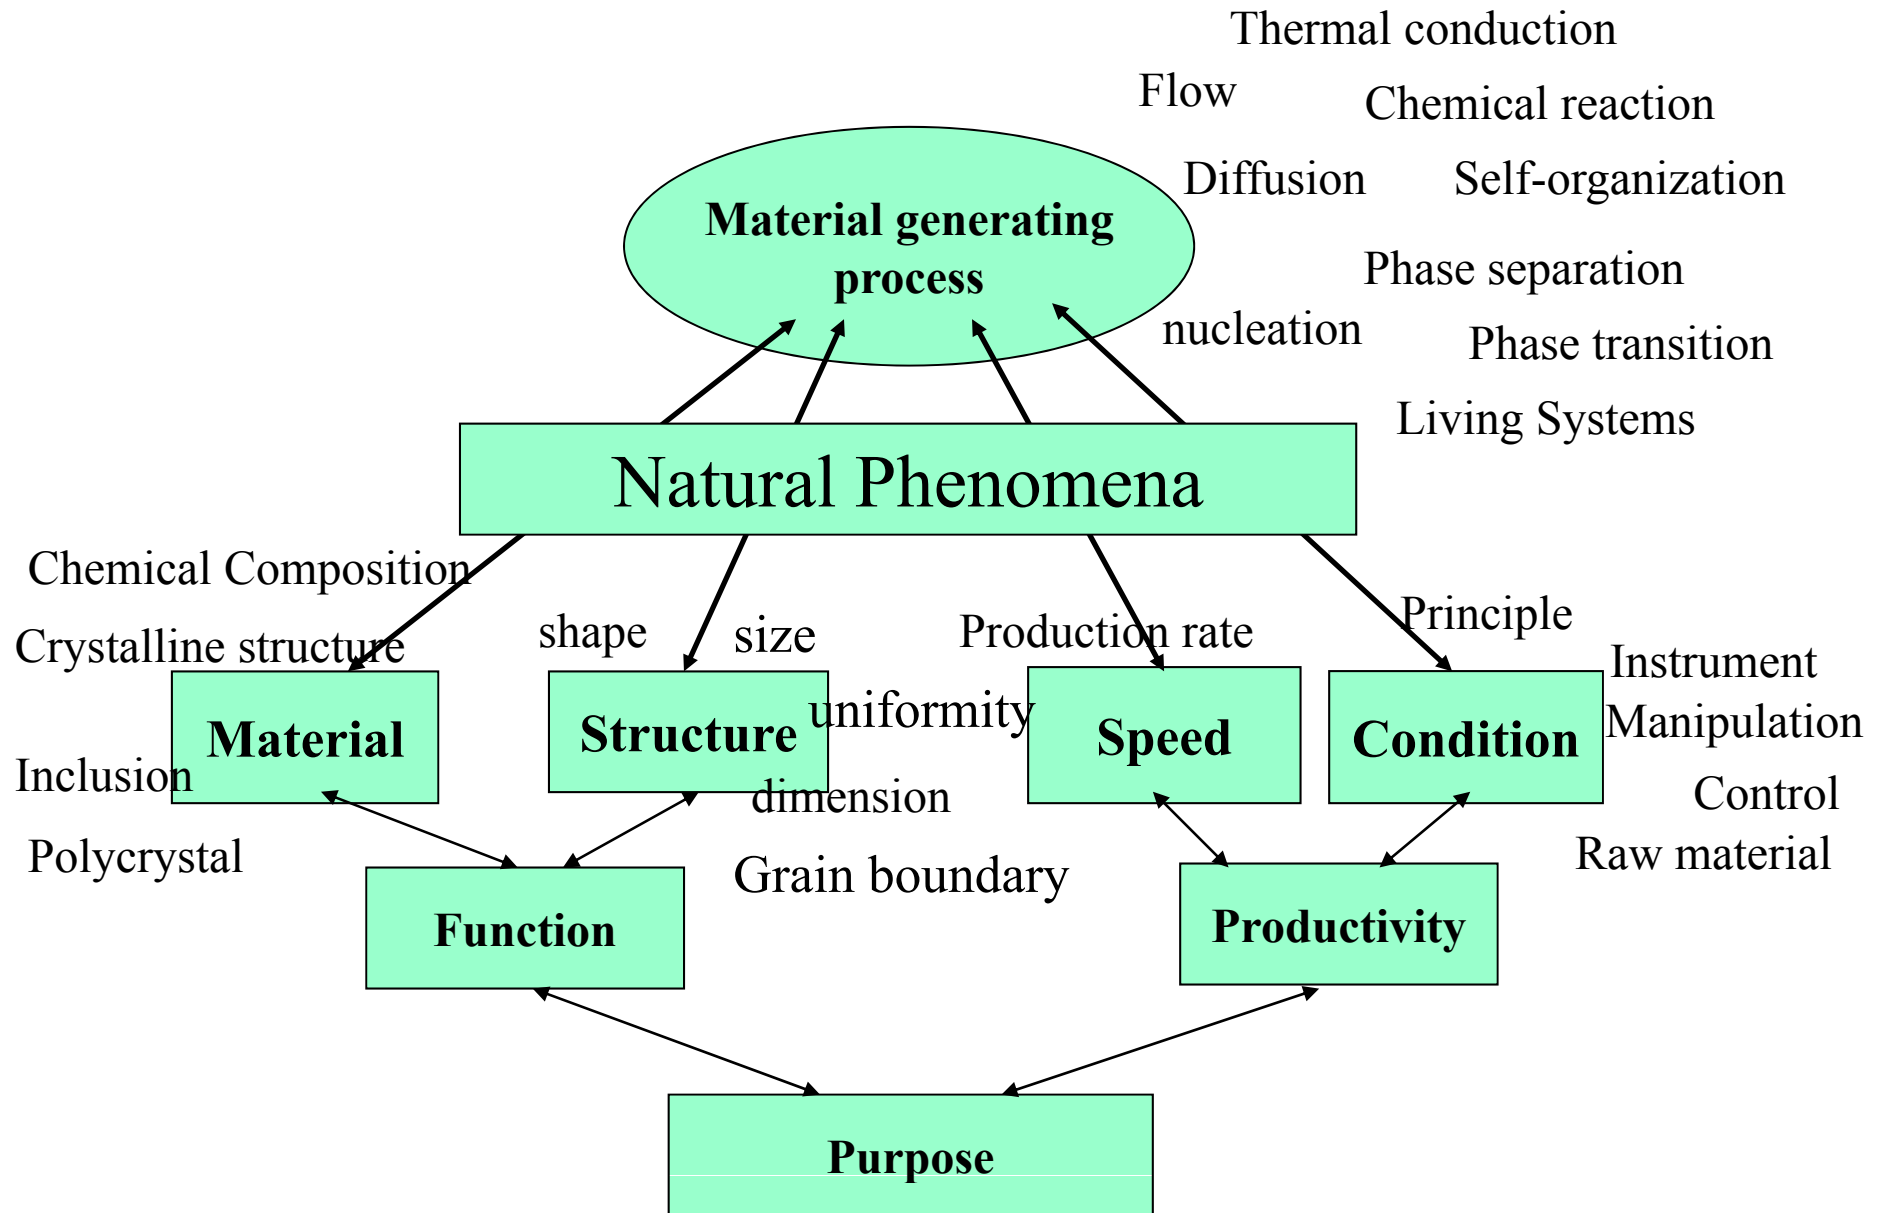 Thermal conduction
Flow
Chemical reaction
Diffusion
Self-organization
Material generating
process
Phase separation
nucleation
Phase transition
Living Systems
Natural Phenomena
Chemical Composition
Crystalline structure
shape
size
Production rate
Principle
Instrument
Material
Structure
uniformity
Speed
Condition
Manipulation
Inclusion
dimension
Control
Polycrystal
Grain boundary
Raw material
Function
Productivity
Purpose